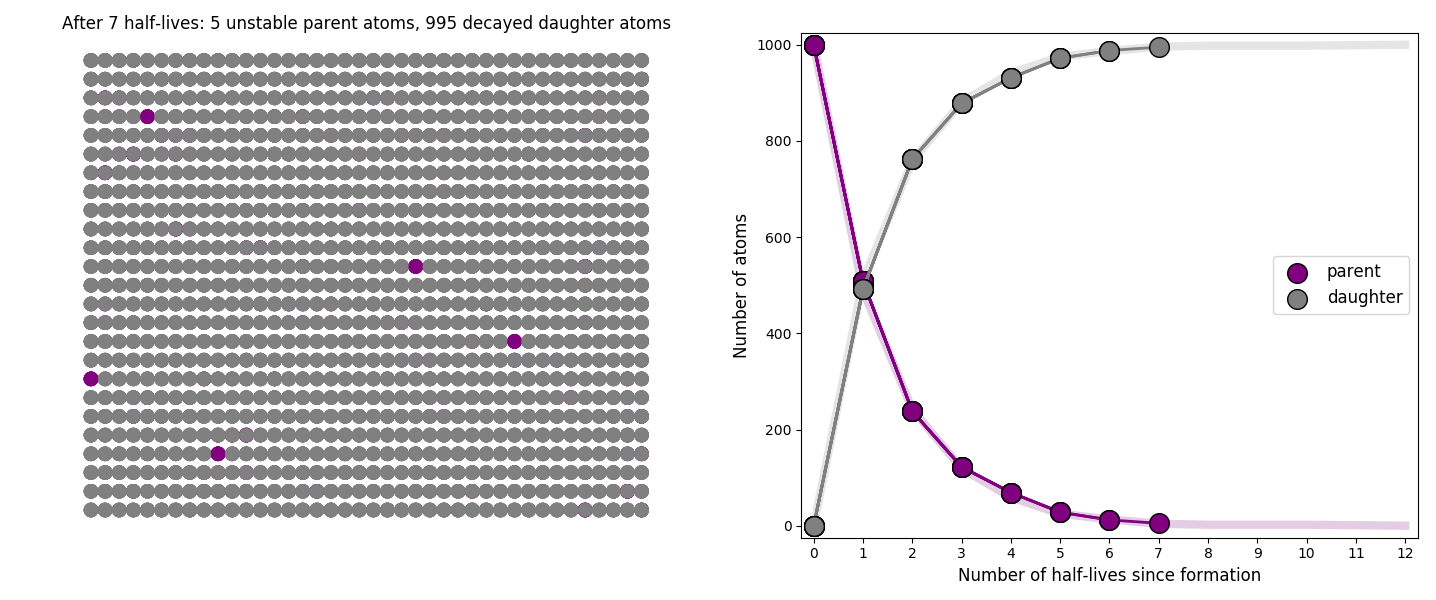 After 7 half-lives: 5 unstable parent atoms, 995 decayed daughter atoms
1000
800
600
400
200
0
Number of atoms
parent
daughter
0 1 2 3 4 5 6 7 8 9 10 11 12
Number of half-lives since formation